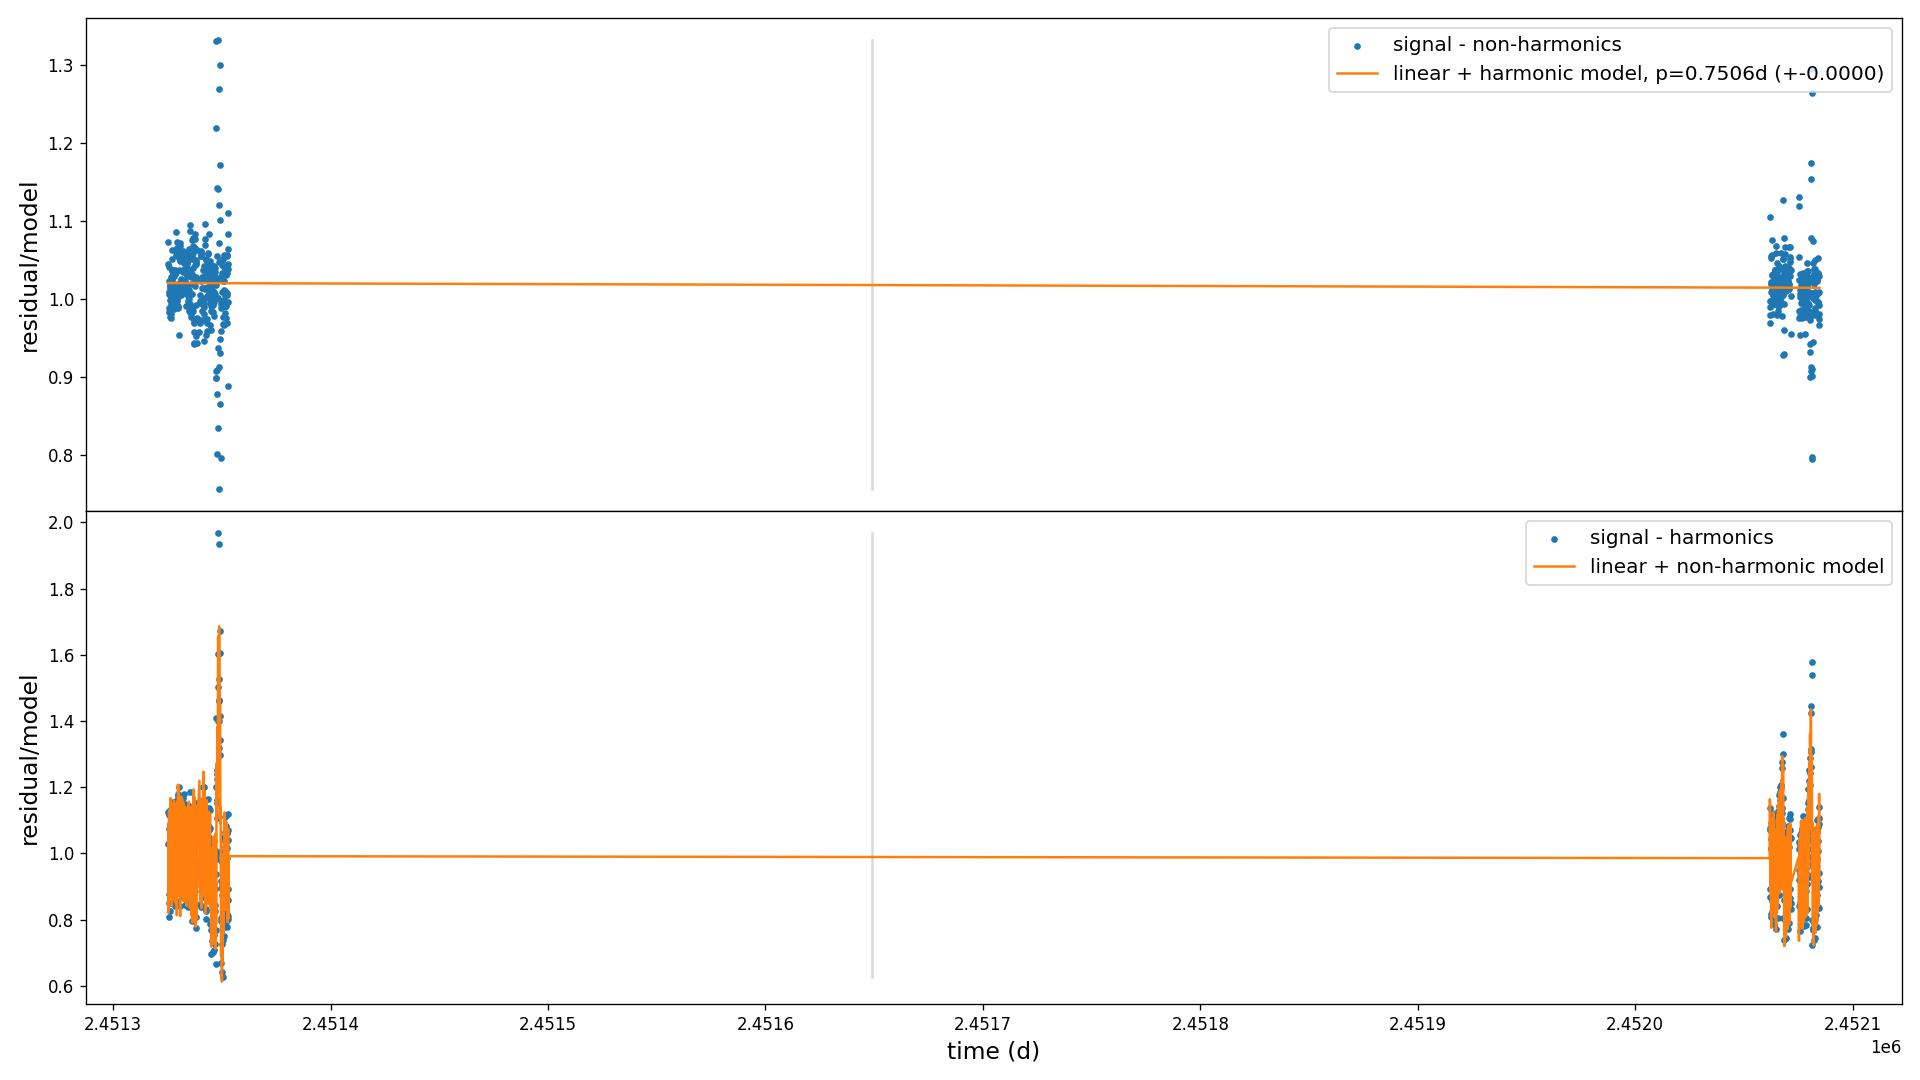 signal - non-harmonics
linear + harmonic model, p=0.7506d (+-0.0000)
1.3
1.2
1.1
1.0
0.9
0.8
residual/model
signal - harmonics
linear + non-harmonic model
2.0
1.8
1.6
1.4
1.2
1.0
0.8
0.6
residual/model
2.4513 2.4514 2.4515 2.4516 2.4517 2.4518 2.4519 2.4520 2.4521
time (d)
1e6